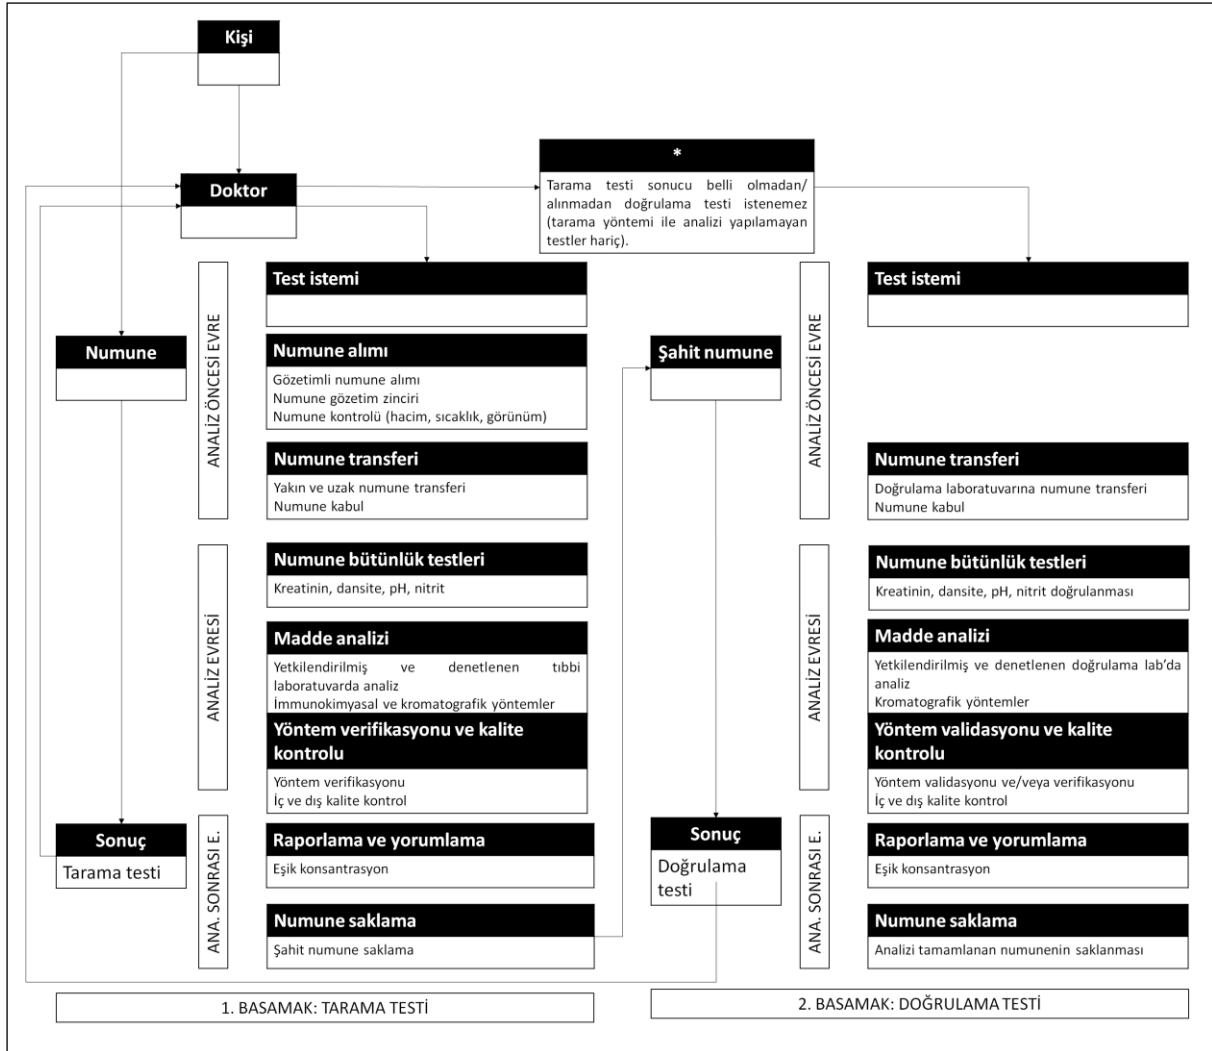 Kişi
*
Tarama testi sonucu belli olmadan/
alınmadan doğrulama testi istenemez
(tarama yöntemi ile analizi yapılamayan
testler hariç).
Doktor
ANALİZ ÖNCESİ EVRE
Test istemi
Numune
Numune alımı
Gözetimli numune alımı
Numune gözetim zinciri
Numune kontrolü (hacim, sıcaklık, görünüm)
Numune transferi
Yakın ve uzak numune transferi
Numune kabul
ANALİZ EVRESİ
Numune bütünlük testleri
Kreatinin, dansite, pH, nitrit
Madde analizi
Yetkilendirilmiş ve denetlenen tıbbi
laboratuvarda analiz
İmmunokimyasal ve kromatografik yöntemler
Yöntem verifikasyonu ve kalite
kontrolu
Yöntem verifikasyonu
İç ve dış kalite kontrol
Sonuç
Tarama testi
ANA. SONRASI E.
Raporlama ve yorumlama
Eşik konsantrasyon
Numune saklama
Şahit numune saklama
1. BASAMAK: TARAMA TESTİ
Şahit numune
ANALİZ ÖNCESİ EVRE
Test istemi
Numune transferi
Doğrulama laboratuvarına numune transferi
Numune kabul
ANALİZ EVRESİ
Numune bütünlük testleri
Kreatinin, dansite, pH, nitrit doğrulanması
Madde analizi
Yetkilendirilmiş ve denetlenen doğrulama lab’da
analiz
Kromatografik yöntemler
Yöntem validasyonu ve kalite
kontrolu
Yöntem validasyonu ve/veya verifikasyonu
İç ve dış kalite kontrol
Sonuç
Doğrulama
testi
ANA. SONRASI E.
Raporlama ve yorumlama
Eşik konsantrasyon
Numune saklama
Analizi tamamlanan numunenin saklanması
2. BASAMAK: DOĞRULAMA TESTİ